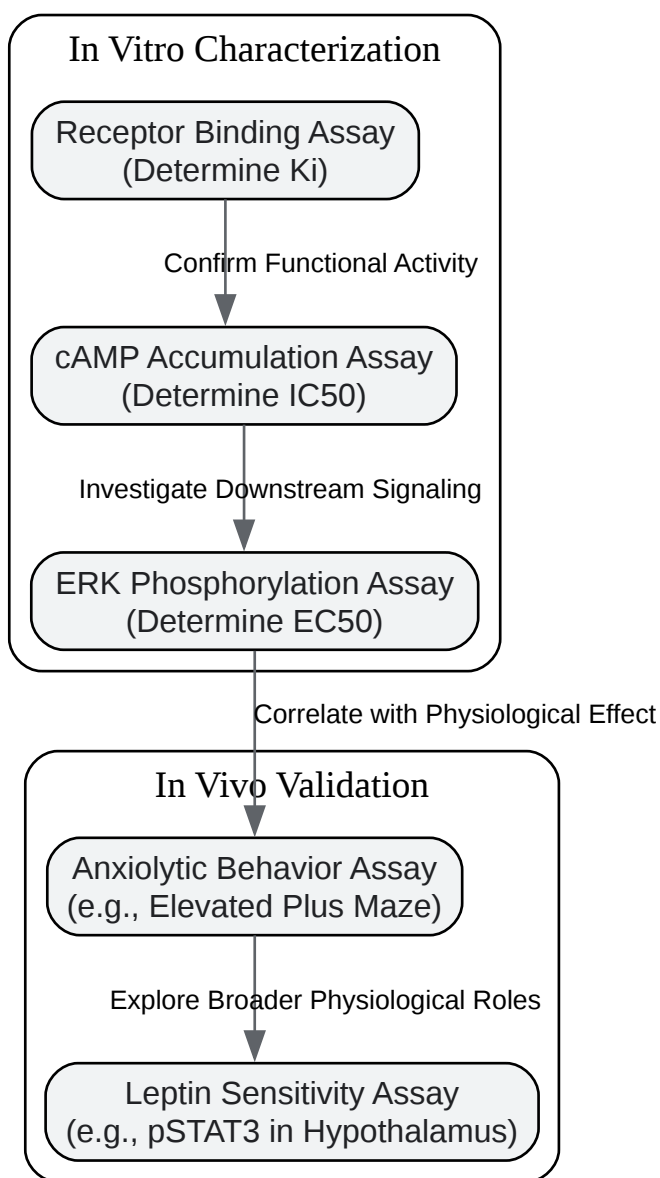 In Vitro Characterization
Receptor Binding Assay
(Determine Ki)
Confirm Functional Activity
cAMP Accumulation Assay
(Determine IC50)
Investigate Downstream Signaling
ERK Phosphorylation Assay
(Determine EC50)
Correlate with Physiological Effect
In Vivo Validation
Anxiolytic Behavior Assay
(e.g., Elevated Plus Maze)
Explore Broader Physiological Roles
Leptin Sensitivity Assay
(e.g., pSTAT3 in Hypothalamus)